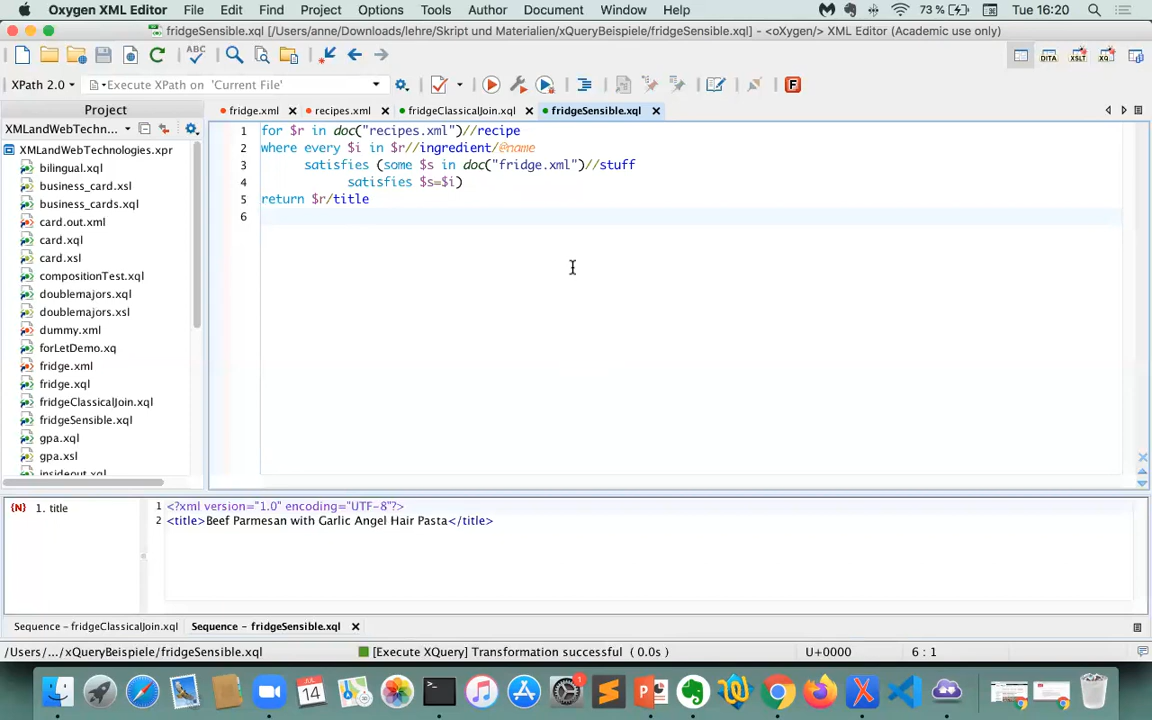 Oxygen XML Editor File Edit Find Project Options Tools Author Document Window Help 73 % Tue 16:20
fridgeSensible.xql [/Users/anne/Downloads/lehre/Skript und Materialien/xQueryBeispiele/fridgeSensible.xql] - <oXygen/> XML Editor (Academic use only)
ABC DITA XSLT XQ
XPath 2.0 Execute XPath on 'Current File' F
Project fridge.xml recipes.xml fridgeClassicalJoin.xql fridgeSensible.xql
XMLandWebTechn...
XMLandWebTechnologies.xpr
bilingual.xql
business_card.xsl
business_cards.xql
card.out.xml
card.xql
card.xsl
compositionTest.xql
doublemajors.xql
doublemajors.xsl
dummy.xml
forLetDemo.xq
fridge.xml
fridge.xql
fridgeClassicalJoin.xql
fridgeSensible.xql
gpa.xql
gpa.xsl
insideout.xql
1 for $r in doc("recipes.xml")//recipe
2 where every $i in $r//ingredient/@name
3 satisfies (some $s in doc("fridge.xml")//stuff
4 satisfies $s=$i)
5 return $r/title
6
{N} 1. title
1 <?xml version="1.0" encoding="UTF-8"?>
2 <title>Beef Parmesan with Garlic Angel Hair Pasta</title>
Sequence - fridgeClassicalJoin.xql Sequence - fridgeSensible.xql
/Users/.../xQueryBeispiele/fridgeSensible.xql [Execute XQuery] Transformation successful ( 0.0s ) U+0000 6 : 1
JUL
14
1